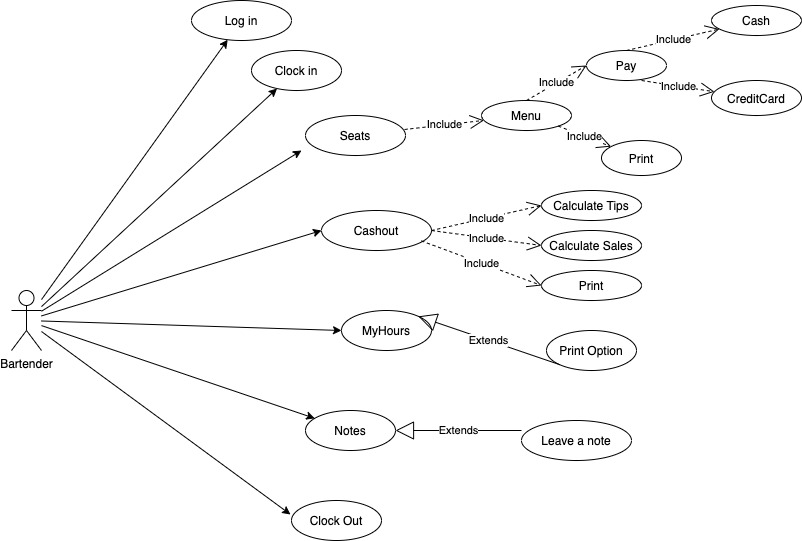 Log in
Clock in
Seats
Include
Menu
Include
Pay
Include
Cash
Include
CreditCard
Include
Print
Cashout
Include
Calculate Tips
Include
Calculate Sales
Include
Print
Bartender
MyHours
Extends
Print Option
Notes
Extends
Leave a note
Clock Out